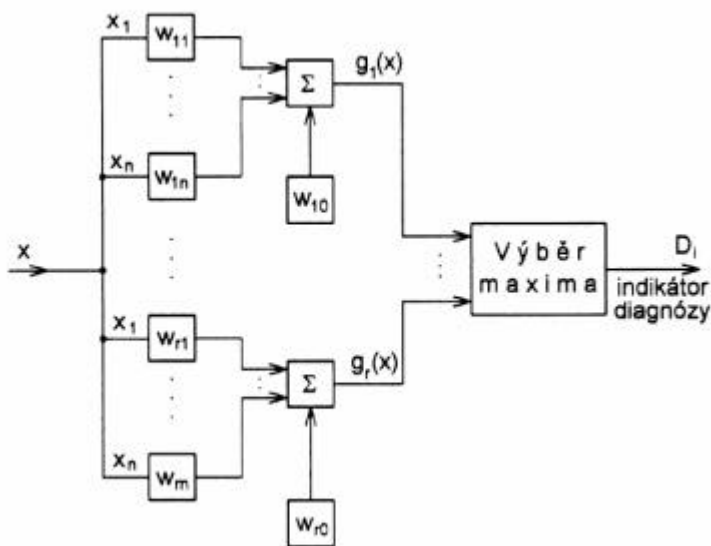 x₁
w₁₁
xₙ
w₁ₙ
Σ
g₁(x)
w₁₀
x
x₁
wᵣ₁
xₙ
wᵣₙ
Σ
gᵣ(x)
wᵣ₀
Výběr
maxima
Dᵢ
indikátor
diagnózy